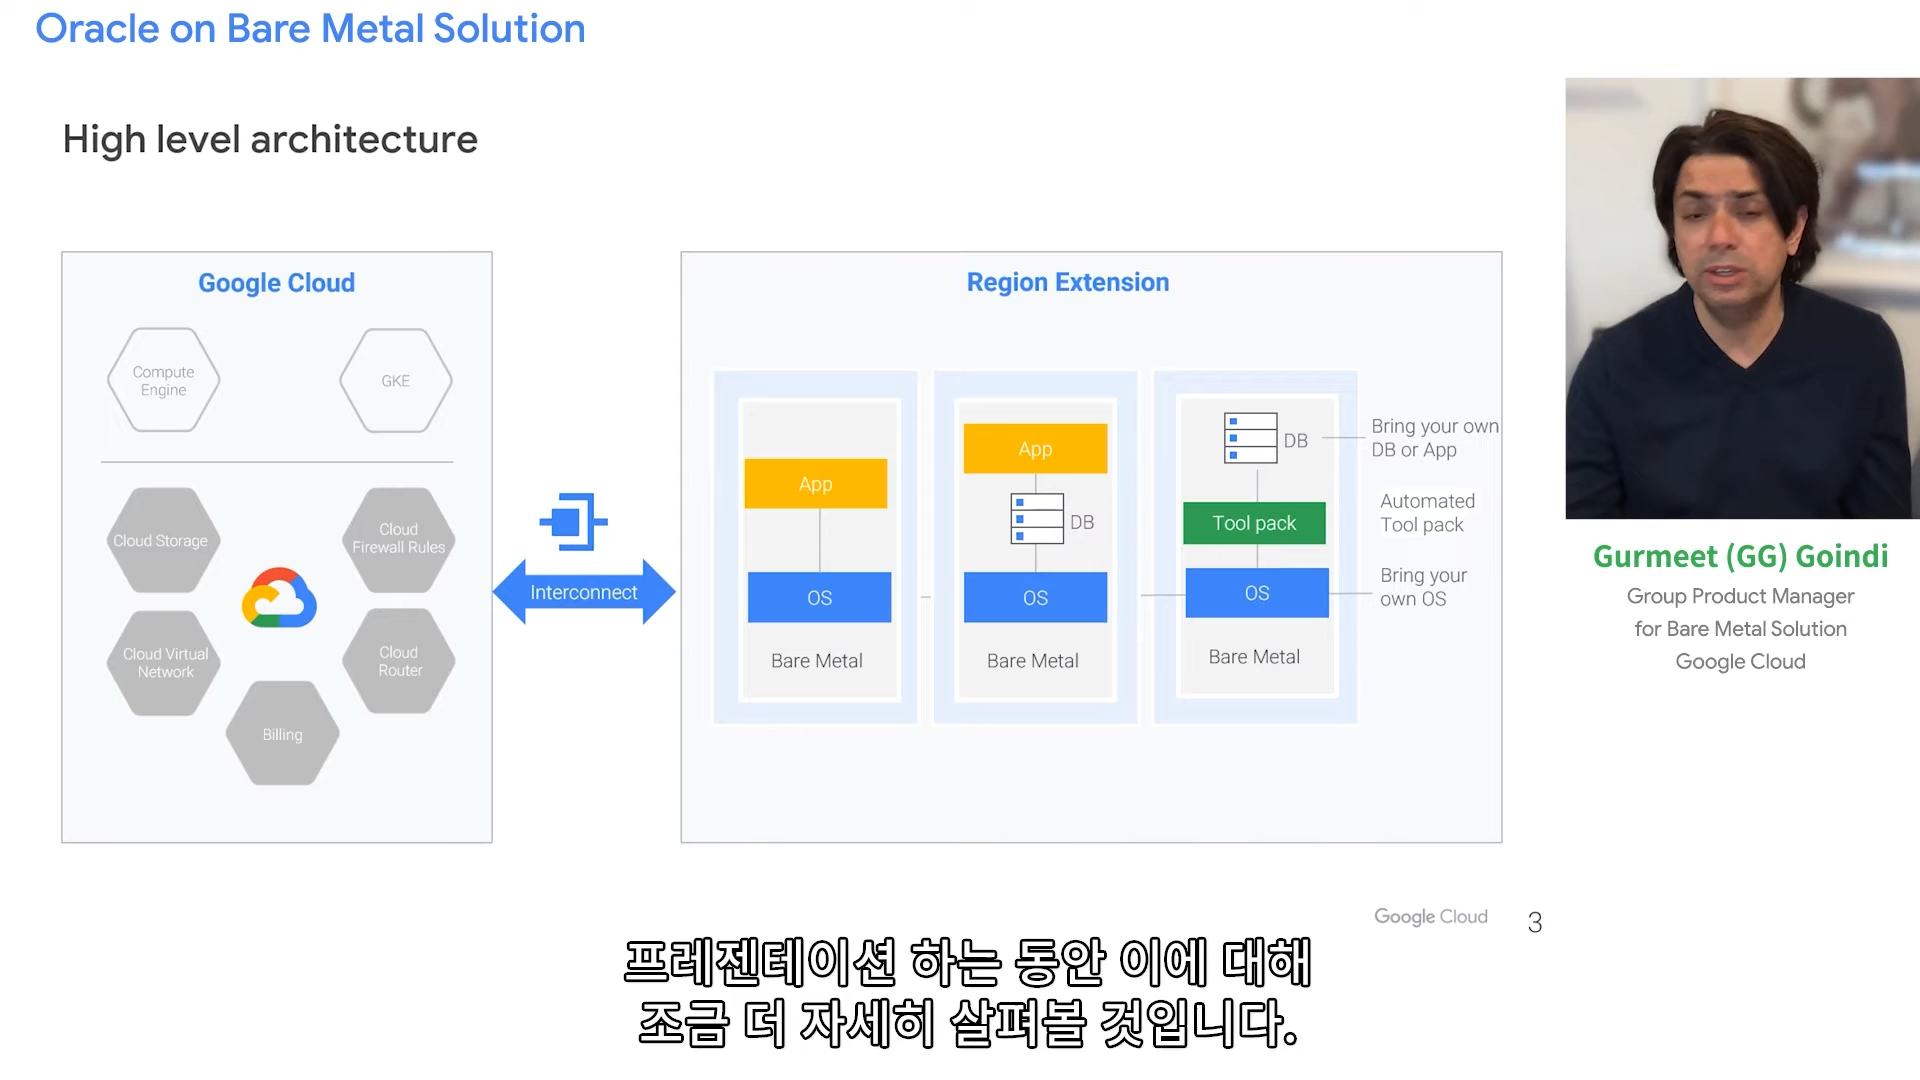 Oracle on Bare Metal Solution
High level architecture
Google Cloud
Compute
Engine
GKE
Cloud Storage
Cloud
Firewall Rules
Cloud Virtual
Network
Cloud
Router
Billing
Interconnect
Region Extension
App
OS
Bare Metal
App
DB
OS
Bare Metal
DB
Tool pack
OS
Bare Metal
Bring your own
DB or App
Automated
Tool pack
Bring your
own OS
Gurmeet (GG) Goindi
Group Product Manager
for Bare Metal Solution
Google Cloud
Google Cloud
3
프레젠테이션 하는 동안 이에 대해
조금 더 자세히 살펴볼 것입니다.